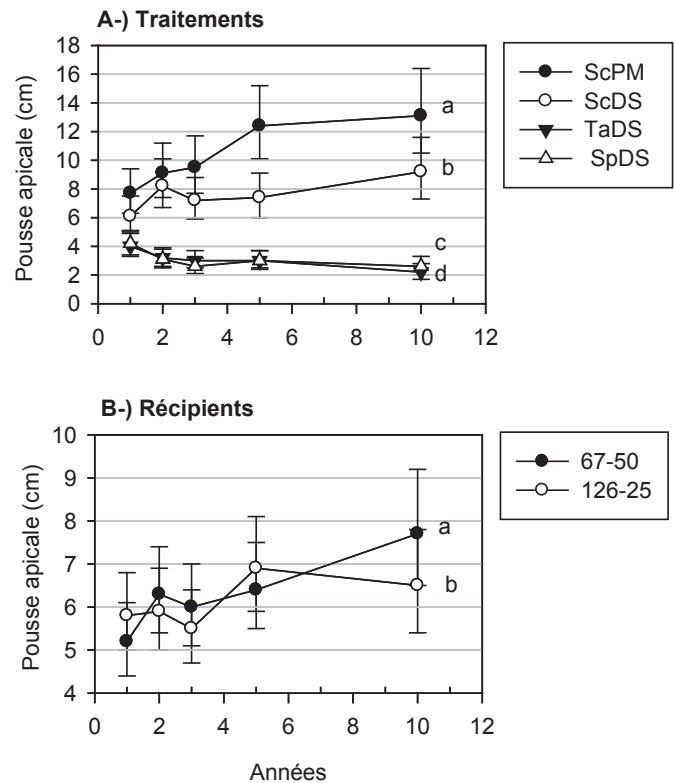 A-) Traitements
18
16
14
12
10
8
6
4
2
0
Pousse apicale (cm)
a
b
c
d
0 2 4 6 8 10 12
ScPM
ScDS
TaDS
SpDS
B-) Récipients
10
9
8
7
6
5
4
Pousse apicale (cm)
a
b
0 2 4 6 8 10 12
Années
67-50
126-25